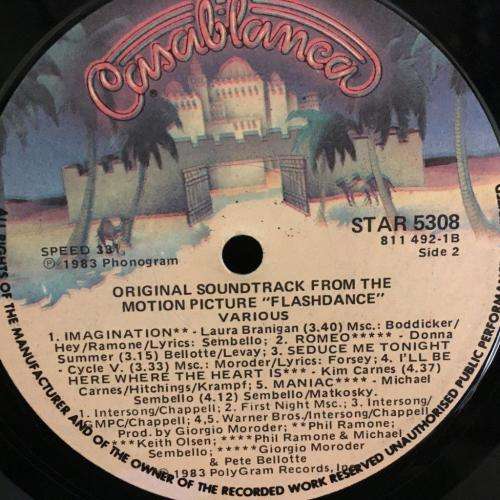 Casablanca
®
STAR 5308
811 492-1B
Side 2
SPEED 33⅓
℗ 1983 Phonogram
ORIGINAL SOUNDTRACK FROM THE
MOTION PICTURE "FLASHDANCE"
VARIOUS
1. IMAGINATION** - Laura Branigan (3.40) Msc.: Boddicker/
Hey/Ramone/Lyrics: Sembello; 2. ROMEO***** - Donna
Summer (3.15) Bellotte/Levay; 3. SEDUCE ME TONIGHT
- Cycle V. (3.33) Msc.: Moroder/Lyrics: Forsey; 4. I'LL BE
HERE WHERE THE HEART IS*** - Kim Carnes (4.37)
Carnes/Hitchings/Krampf; 5. MANIAC**** - Michael
Sembello (4.12) Sembello/Matkosky.
1. Intersong/Chappell; 2. First Night Msc.; 3. Intersong/
GMPC/Chappell; 4,5. Warner Bros/Intersong/Chappell
Prod. by Giorgio Moroder; **Phil Ramone;
***Keith Olsen; ****Phil Ramone & Michael
Sembello; *****Giorgio Moroder
& Pete Bellotte
℗1983 PolyGram Records, Inc.
ALL RIGHTS OF THE MANUFACTURER AND OF THE OWNER OF THE RECORDED WORK RESERVED UNAUTHORISED PUBLIC PERFORMANCE